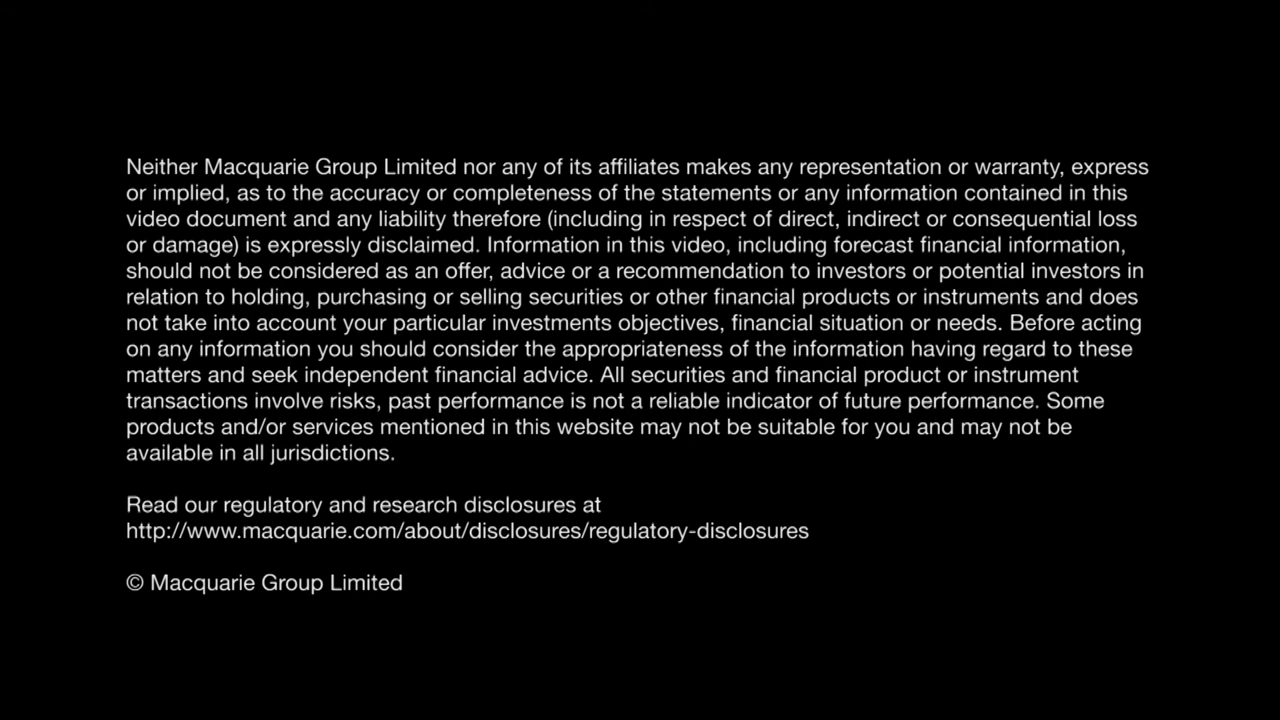 Neither Macquarie Group Limited nor any of its affiliates makes any representation or warranty, express
or implied, as to the accuracy or completeness of the statements or any information contained in this
video document and any liability therefore (including in respect of direct, indirect or consequential loss
or damage) is expressly disclaimed. Information in this video, including forecast financial information,
should not be considered as an offer, advice or a recommendation to investors or potential investors in
relation to holding, purchasing or selling securities or other financial products or instruments and does
not take into account your particular investments objectives, financial situation or needs. Before acting
on any information you should consider the appropriateness of the information having regard to these
matters and seek independent financial advice. All securities and financial product or instrument
transactions involve risks, past performance is not a reliable indicator of future performance. Some
products and/or services mentioned in this website may not be suitable for you and may not be
available in all jurisdictions.
Read our regulatory and research disclosures at
http://www.macquarie.com/about/disclosures/regulatory-disclosures
© Macquarie Group Limited